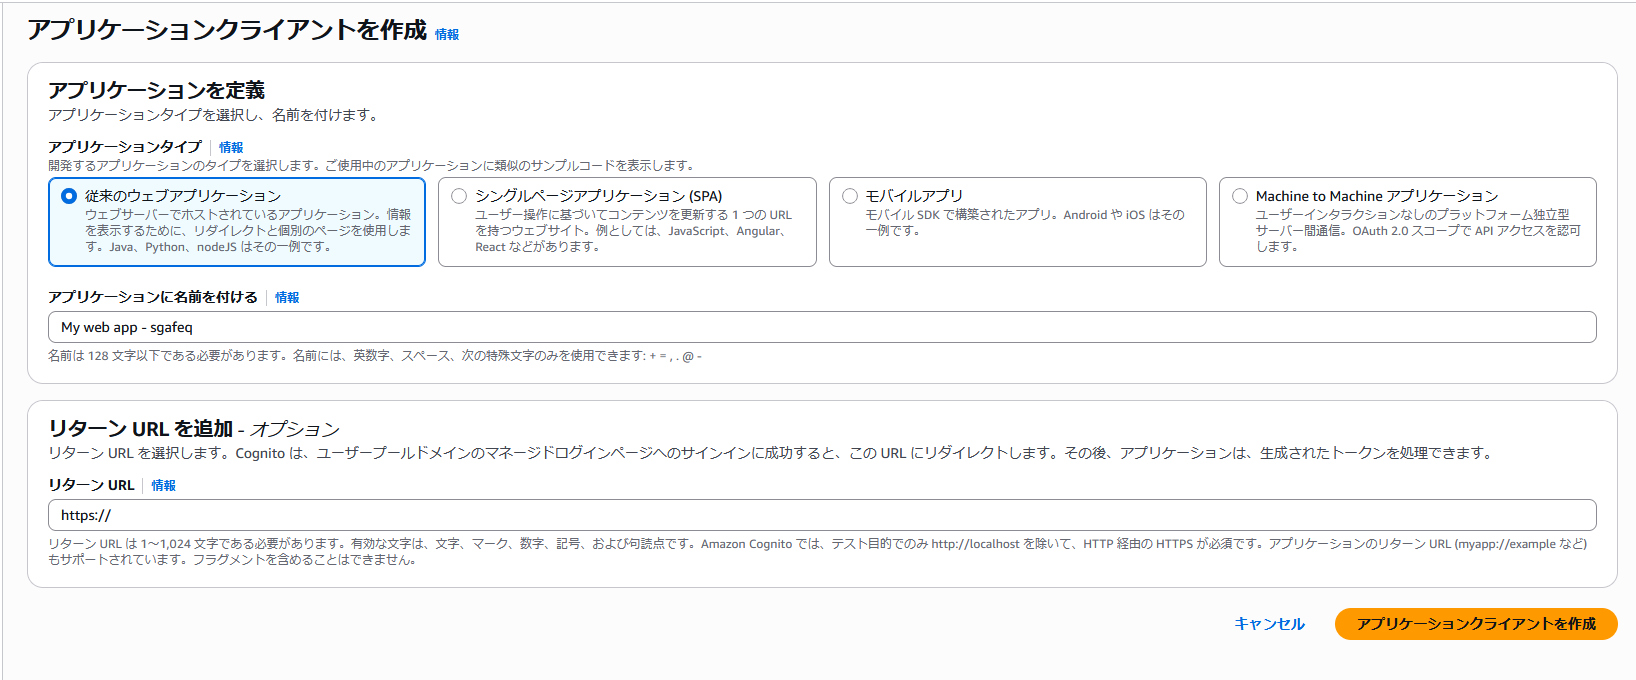 アプリケーションクライアントを作成 情報
アプリケーションを定義
アプリケーションタイプを選択し、名前を付けます。
アプリケーションタイプ 情報
開発するアプリケーションのタイプを選択します。ご使用中のアプリケーションに類似のサンプルコードを表示します。
従来のウェブアプリケーション
ウェブサーバーでホストされているアプリケーション。情報
を表示するために、リダイレクトと個別のページを使用しま
す。Java、Python、nodeJS はその一例です。
シングルページアプリケーション (SPA)
ユーザー操作に基づいてコンテンツを更新する 1 つの URL
を持つウェブサイト。例としては、JavaScript、Angular、
React などがあります。
モバイルアプリ
モバイル SDK で構築されたアプリ。Android や iOS はその
一例です。
Machine to Machine アプリケーション
ユーザーインタラクションなしのプラットフォーム独立型
サーバー間通信。OAuth 2.0 スコープで API アクセスを認可
します。
アプリケーションに名前を付ける 情報
My web app - sgafeq
名前は 128 文字以下である必要があります。名前には、英数字、スペース、次の特殊文字のみを使用できます: + = , . @ -
リターン URL を追加 - オプション
リターン URL を選択します。Cognito は、ユーザープールドメインのマネージドログインページへのサインインに成功すると、この URL にリダイレクトします。その後、アプリケーションは、生成されたトークンを処理できます。
リターン URL 情報
https://
リターン URL は 1～1,024 文字である必要があります。有効な文字は、文字、マーク、数字、記号、および句読点です。Amazon Cognito では、テスト目的でのみ http://localhost を除いて、HTTP 経由の HTTPS が必須です。アプリケーションのリターン URL (myapp://example など)
もサポートされています。フラグメントを含めることはできません。
キャンセル アプリケーションクライアントを作成